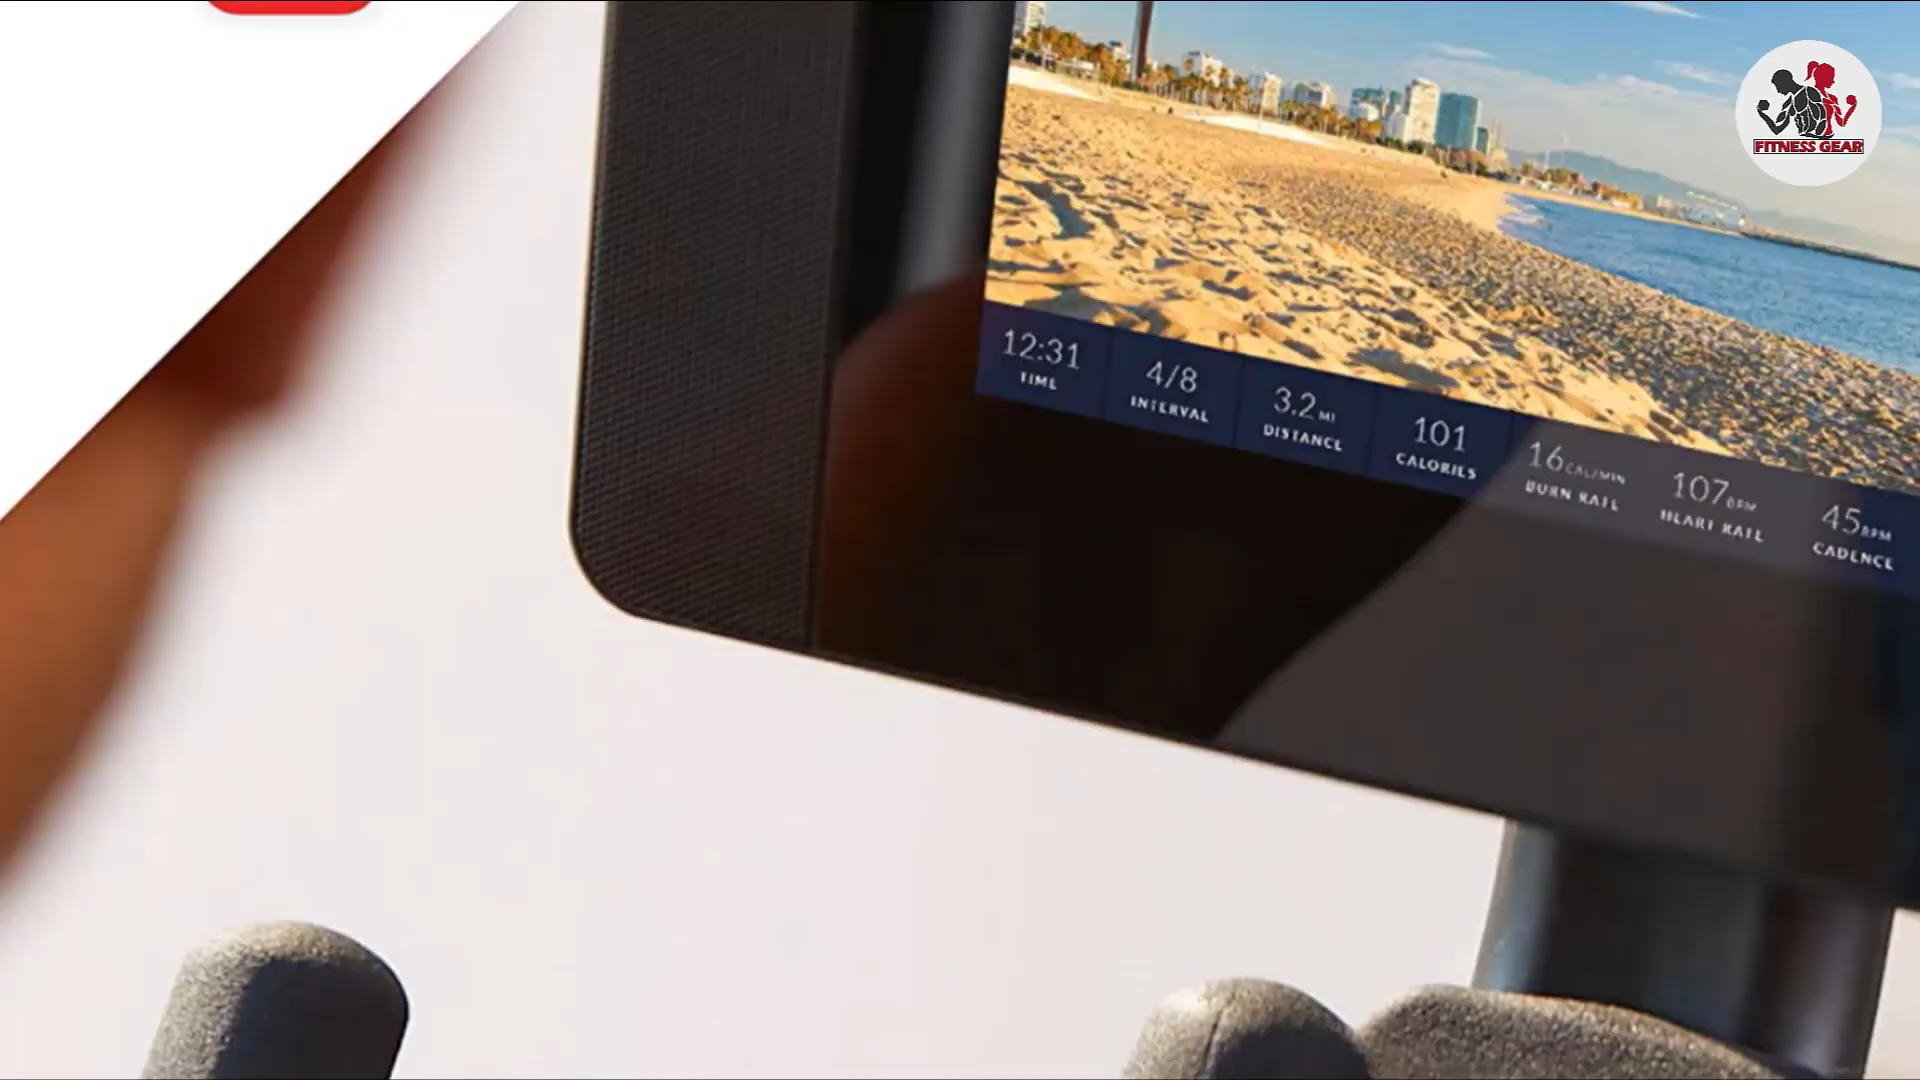 FITNESS GEAR
12:31
TIME
4/8
INTERVAL
3.2 MI
DISTANCE
101
CALORIES
16 CAL/MIN
BURN RATE
107 BPM
HEART RATE
45 RPM
CADENCE